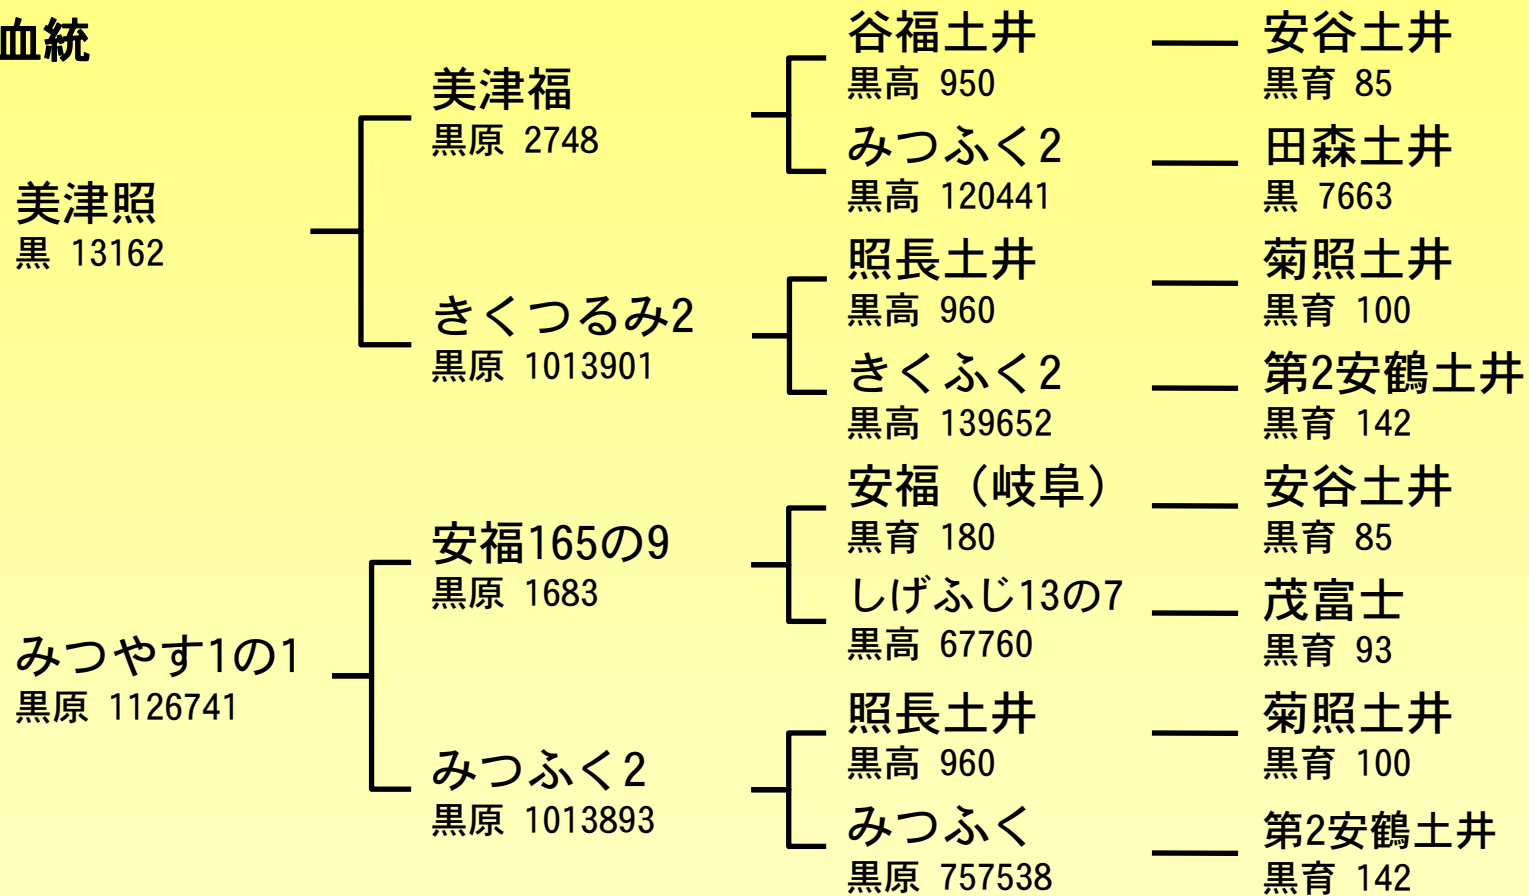 血統
美津照
黒 13162
美津福
黒原 2748
谷福土井
黒高 950
安谷土井
黒育 85
みつふく2
黒高 120441
田森土井
黒 7663
きくつるみ2
黒原 1013901
照長土井
黒高 960
菊照土井
黒育 100
きくふく2
黒高 139652
第2安鶴土井
黒育 142
みつやす1の1
黒原 1126741
安福165の9
黒原 1683
安福（岐阜）
黒育 180
安谷土井
黒育 85
しげふじ13の7
黒高 67760
茂富士
黒育 93
みつふく2
黒原 1013893
照長土井
黒高 960
菊照土井
黒育 100
みつふく
黒原 757538
第2安鶴土井
黒育 142